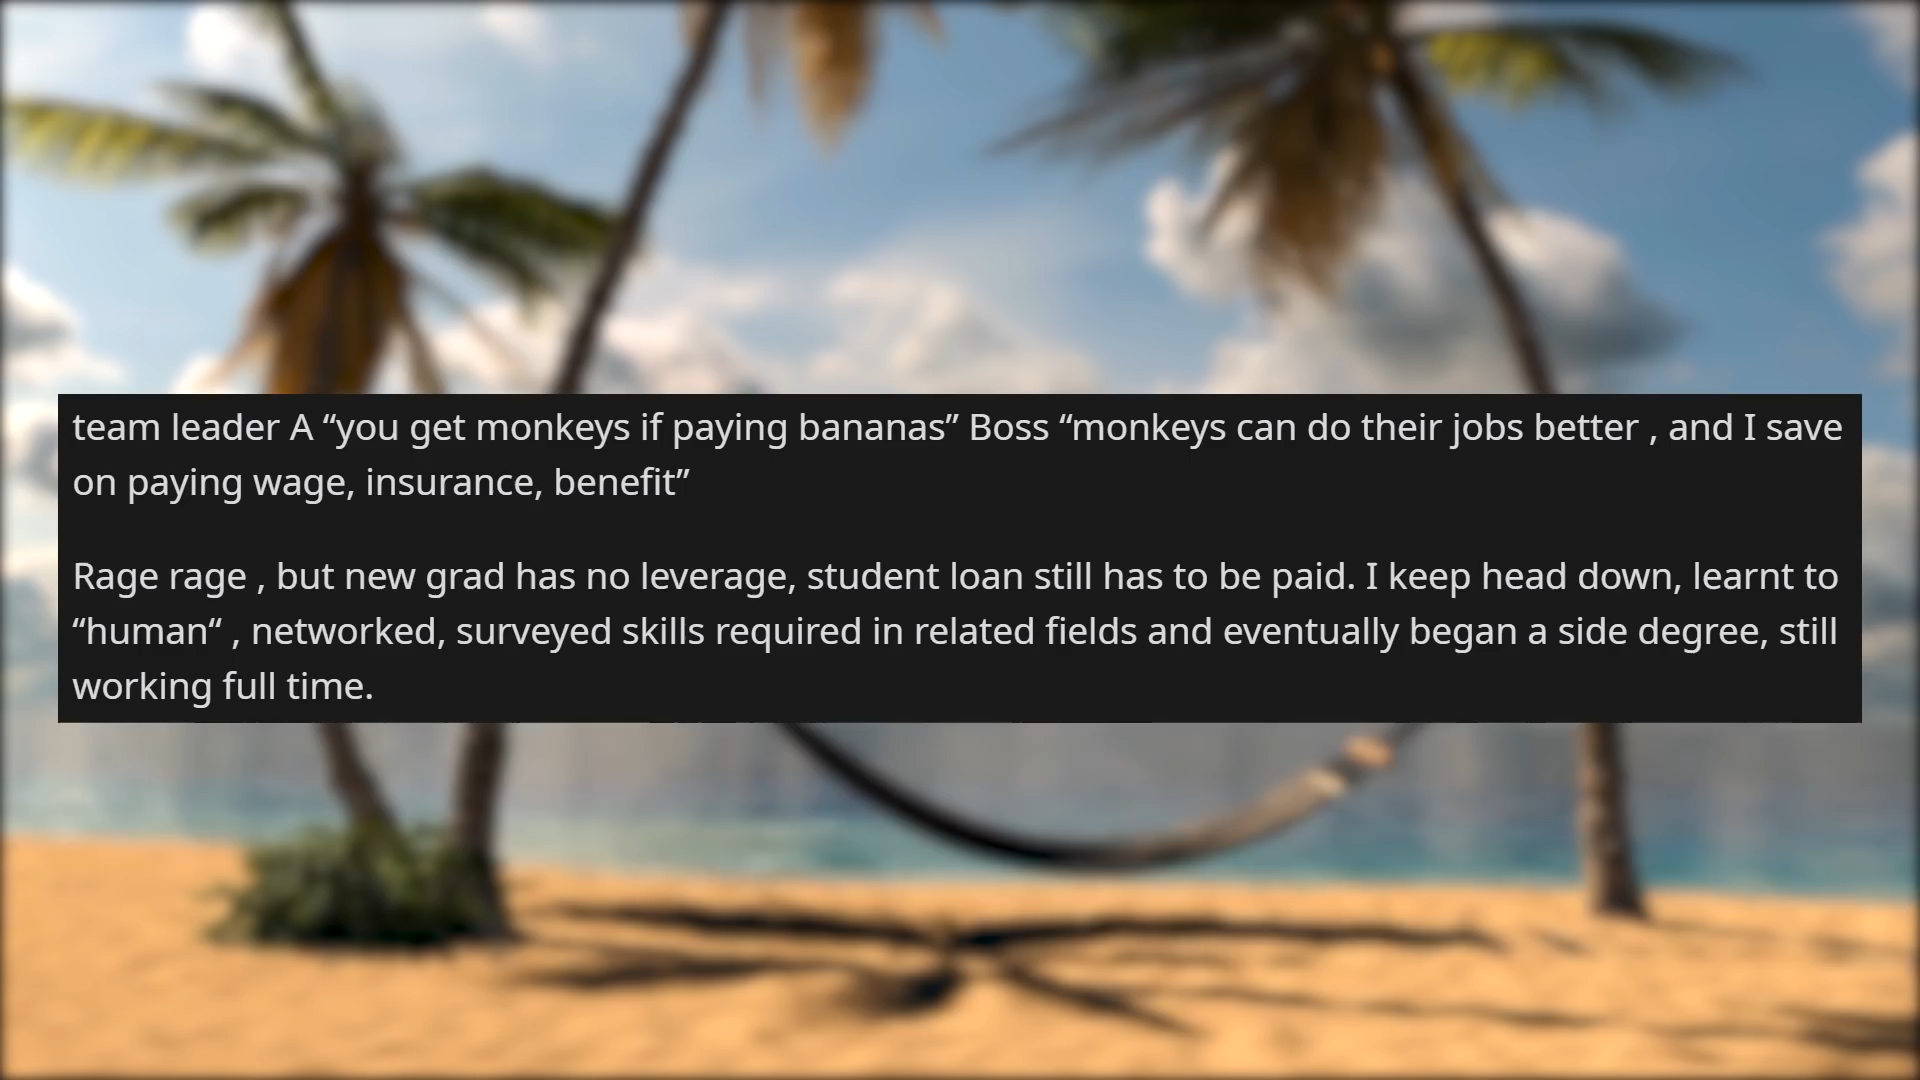 team leader A “you get monkeys if paying bananas” Boss “monkeys can do their jobs better , and I save
on paying wage, insurance, benefit”
Rage rage , but new grad has no leverage, student loan still has to be paid. I keep head down, learnt to
“human“ , networked, surveyed skills required in related fields and eventually began a side degree, still
working full time.